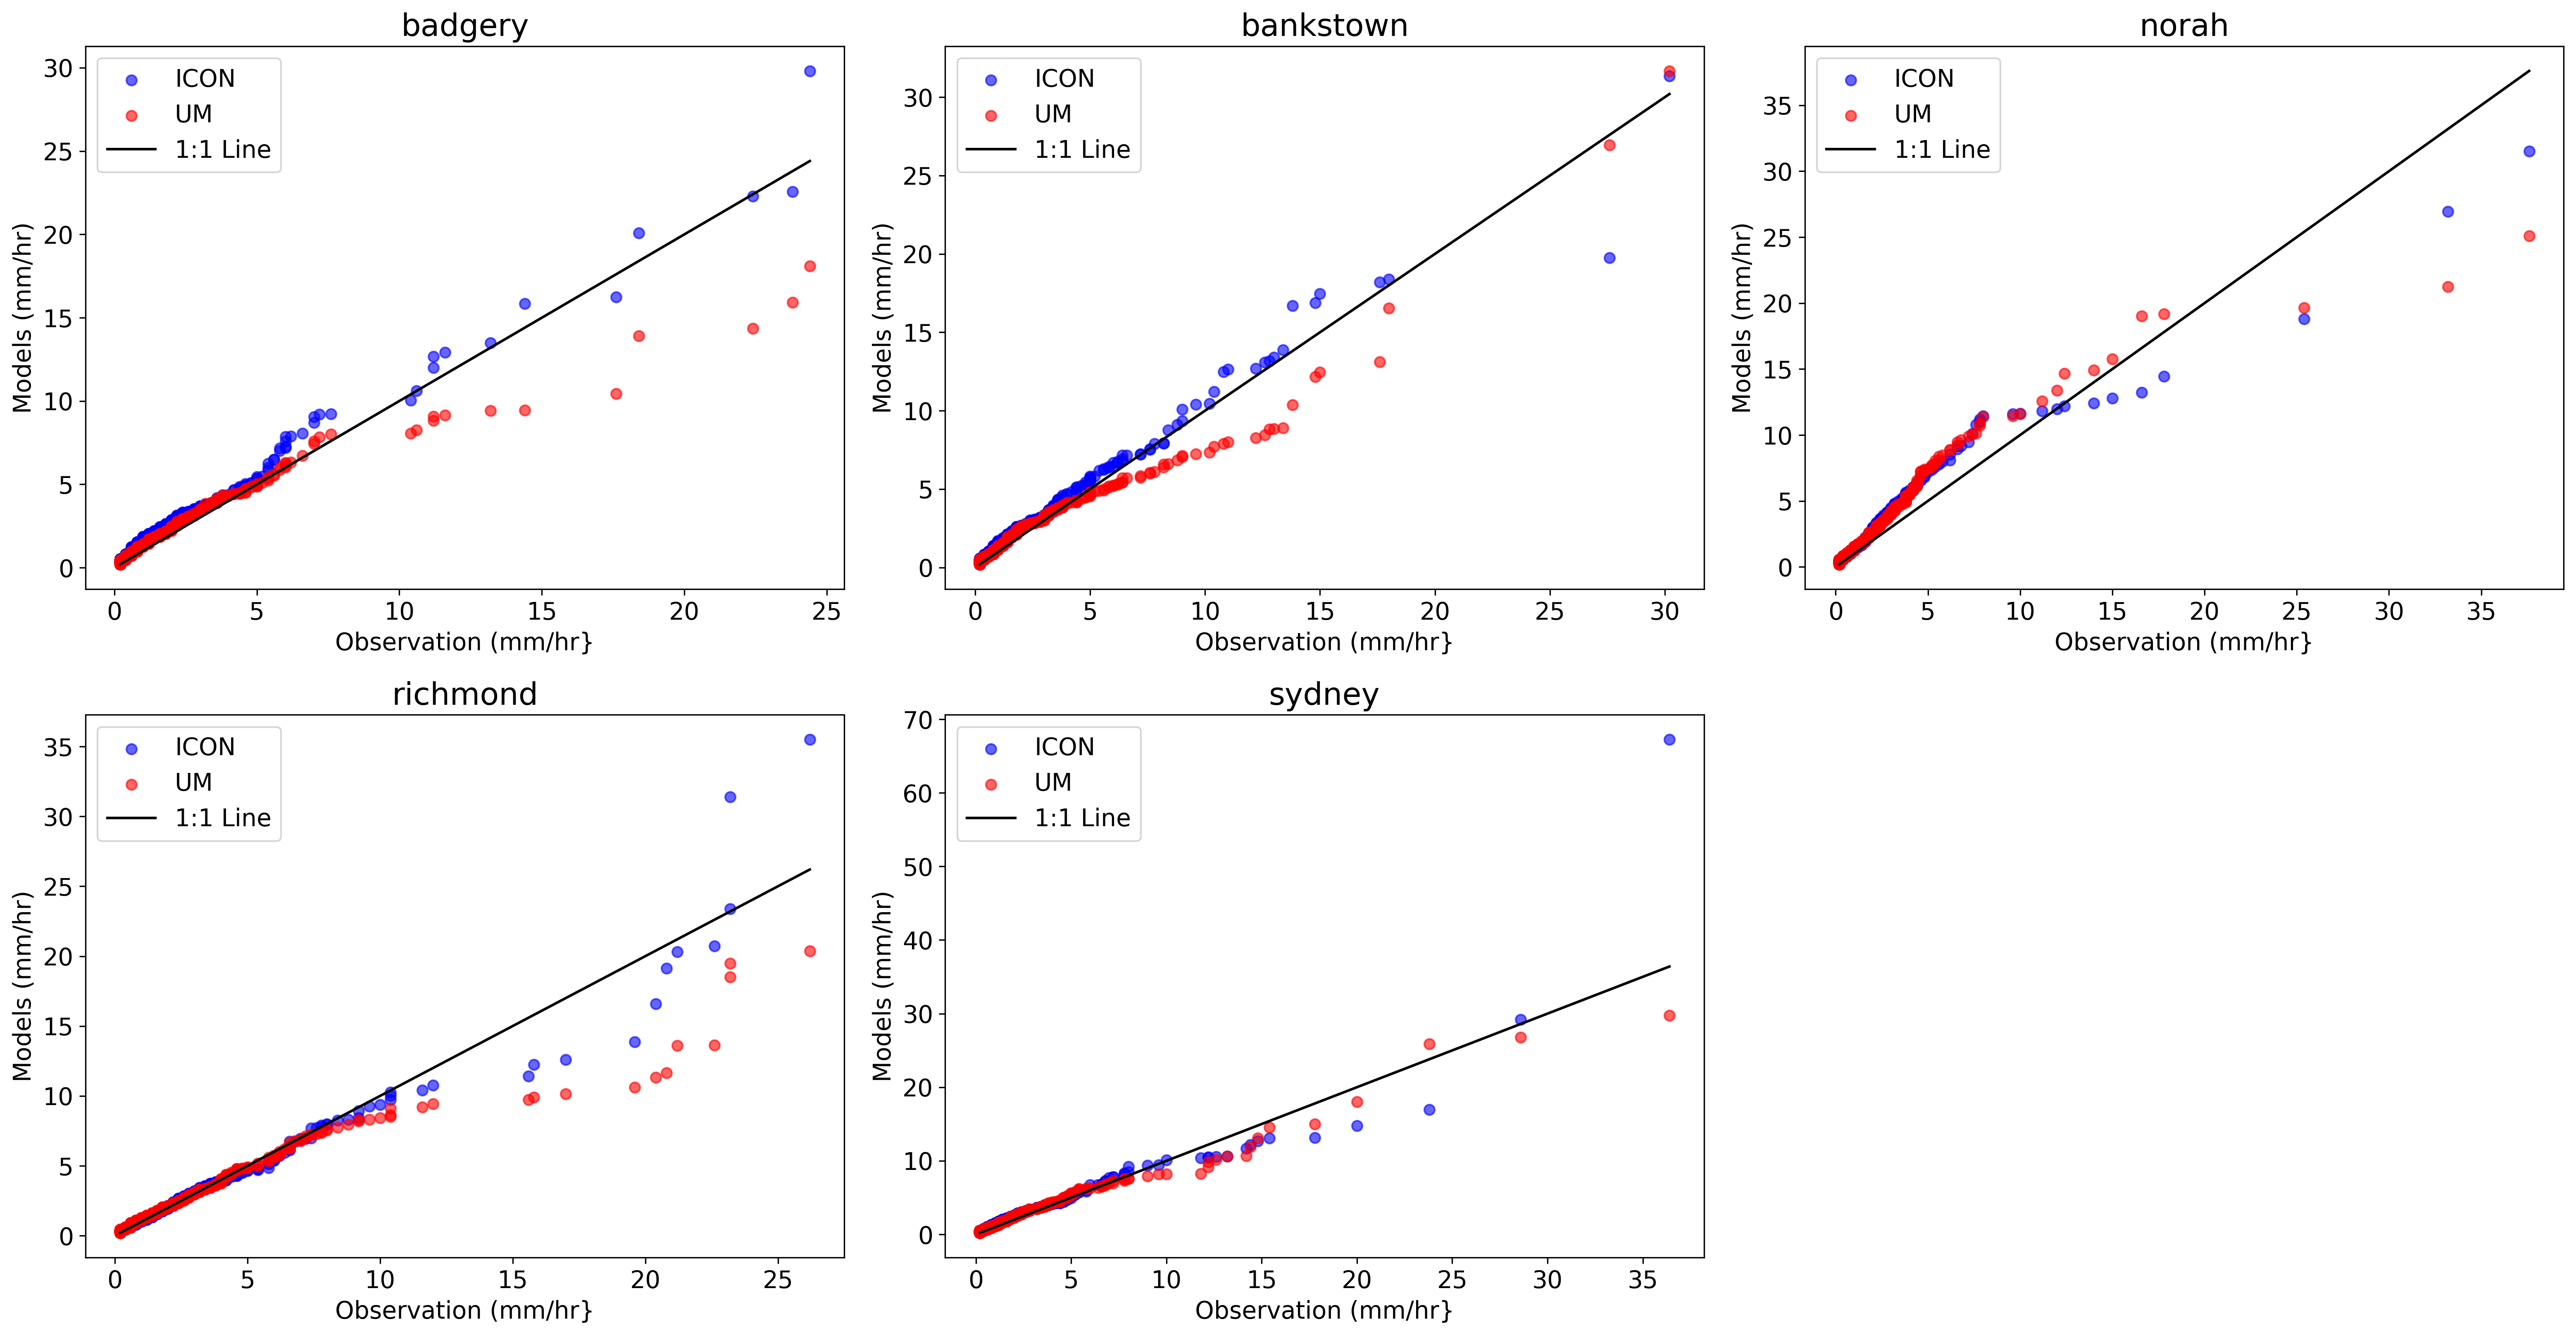 badgery
ICON
UM
1:1 Line
Models (mm/hr)
30
25
20
15
10
5
0
0 5 10 15 20 25
Observation (mm/hr}
bankstown
ICON
UM
1:1 Line
Models (mm/hr)
30
25
20
15
10
5
0
0 5 10 15 20 25 30
Observation (mm/hr}
norah
ICON
UM
1:1 Line
Models (mm/hr)
35
30
25
20
15
10
5
0
0 5 10 15 20 25 30 35
Observation (mm/hr}
richmond
ICON
UM
1:1 Line
Models (mm/hr)
35
30
25
20
15
10
5
0
0 5 10 15 20 25
Observation (mm/hr}
sydney
ICON
UM
1:1 Line
Models (mm/hr)
70
60
50
40
30
20
10
0
0 5 10 15 20 25 30 35
Observation (mm/hr}